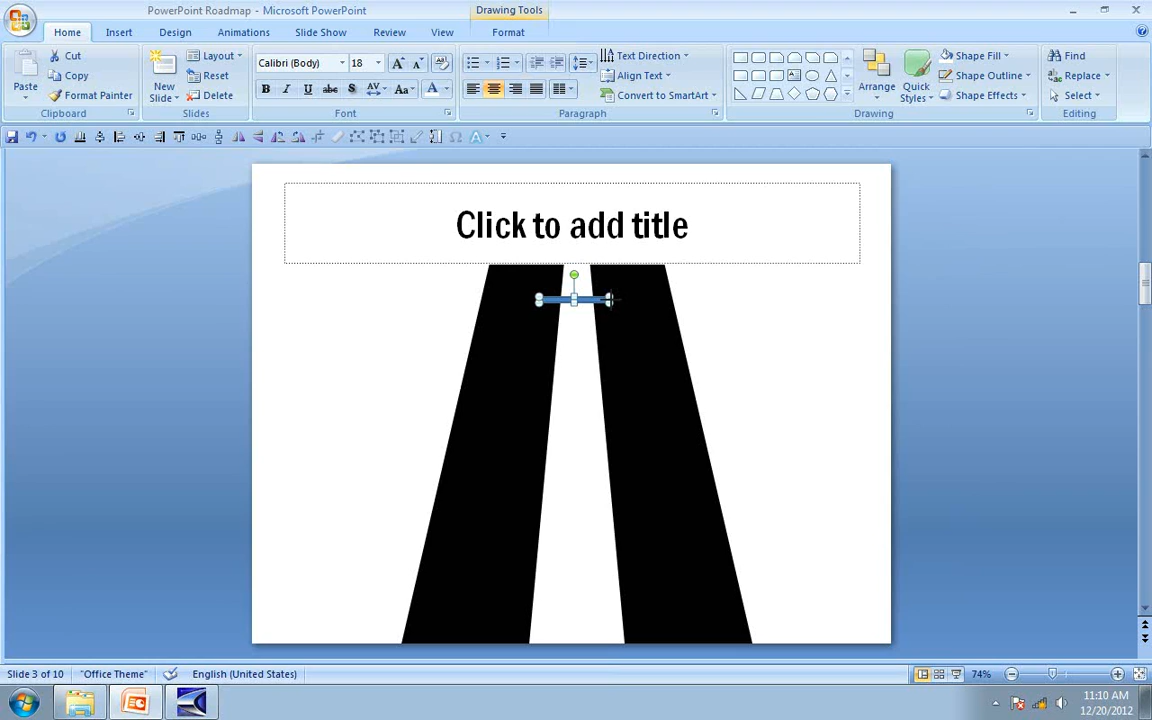 PowerPoint Roadmap - Microsoft PowerPoint
Drawing Tools
Home Insert Design Animations Slide Show Review View Format
Paste
Cut
Copy
Format Painter
Clipboard
New Slide
Layout
Reset
Delete
Slides
Calibri (Body) 18
B I U abc S AV Aa A
Font
Text Direction
Align Text
Convert to SmartArt
Paragraph
Arrange
Quick Styles
Shape Fill
Shape Outline
Shape Effects
Drawing
Find
Replace
Select
Editing
Click to add title
Slide 3 of 10 "Office Theme" English (United States) 74%
11:10 AM
12/20/2012